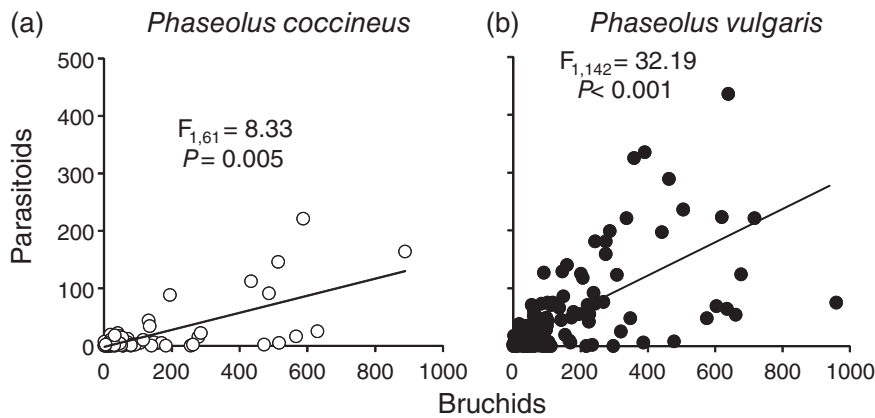 (a) Phaseolus coccineus
(b) Phaseolus vulgaris
Parasitoids
500
400
300
200
100
0
F1,61 = 8.33
P = 0.005
F1,142 = 32.19
P< 0.001
0 200 400 600 800 1000
0 200 400 600 800 1000
Bruchids